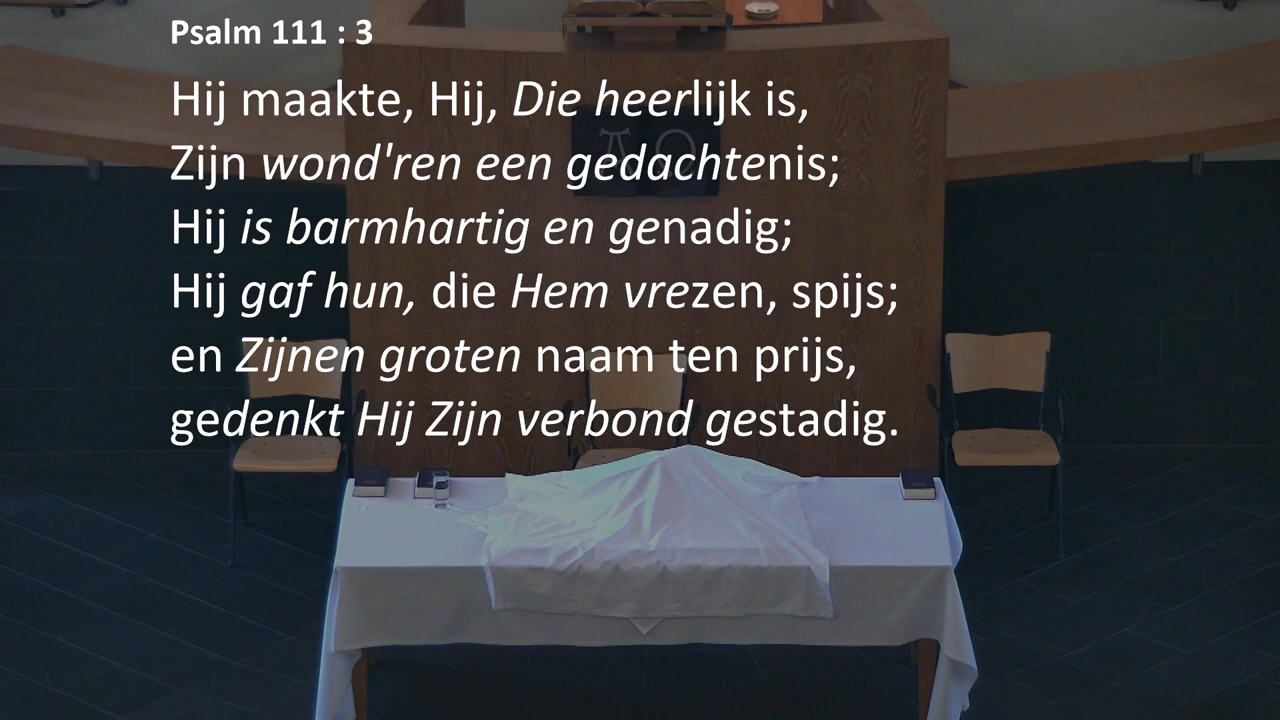 Psalm 111 : 3
Hij maakte, Hij, Die heerlijk is,
Zijn wond'ren een gedachtenis;
Hij is barmhartig en genadig;
Hij gaf hun, die Hem vrezen, spijs;
en Zijnen groten naam ten prijs,
gedenkt Hij Zijn verbond gestadig.